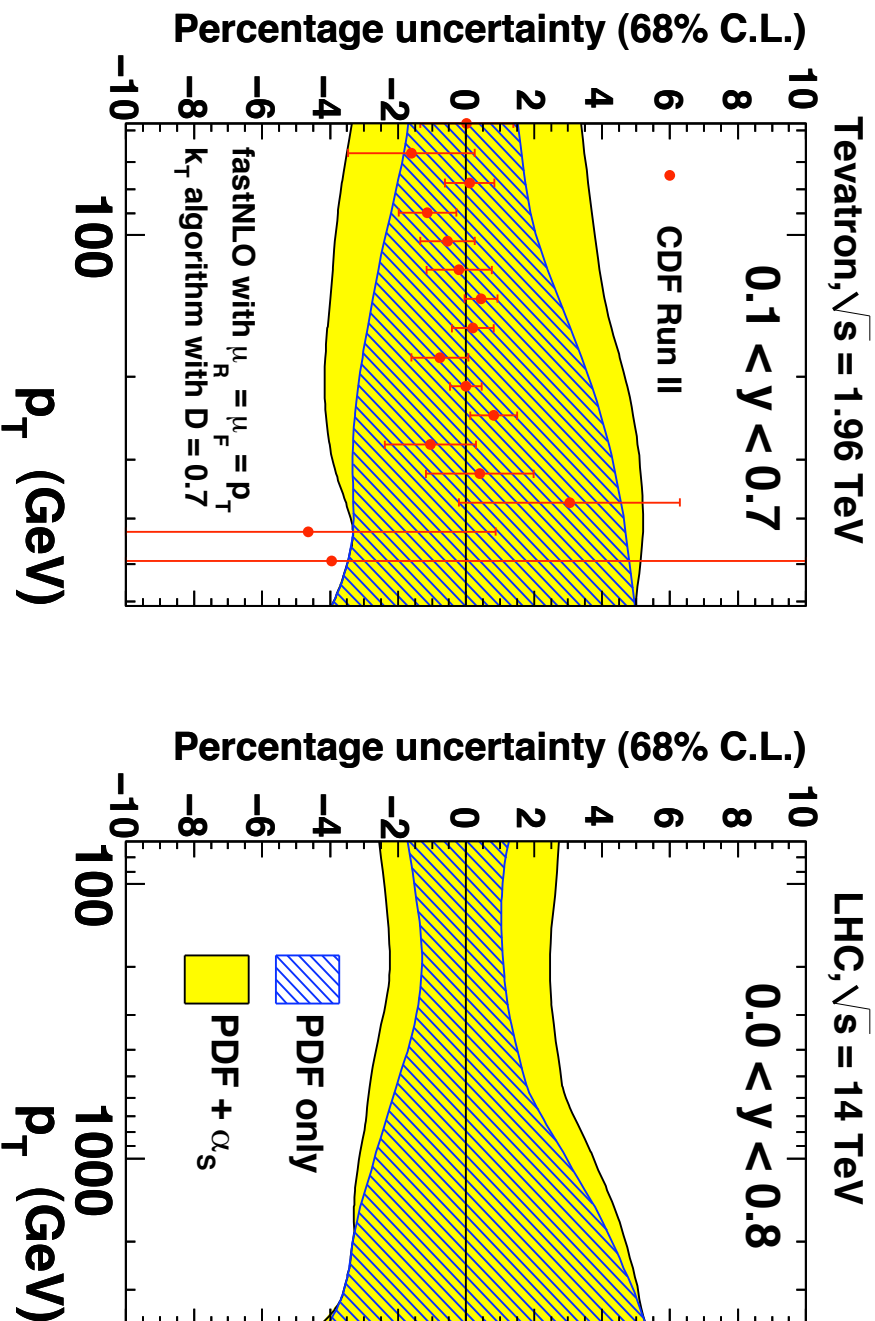 Tevatron, √s = 1.96 TeV
Percentage uncertainty (68% C.L.)
10
8
6
4
2
0
−2
−4
−6
−8
−10
0.1 < y < 0.7
CDF Run II
fastNLO with μR = μF = pT
kT algorithm with D = 0.7
100
pT (GeV)
LHC, √s = 14 TeV
Percentage uncertainty (68% C.L.)
10
8
6
4
2
0
−2
−4
−6
−8
−10
0.0 < y < 0.8
PDF only
PDF + αS
100 1000
pT (GeV)